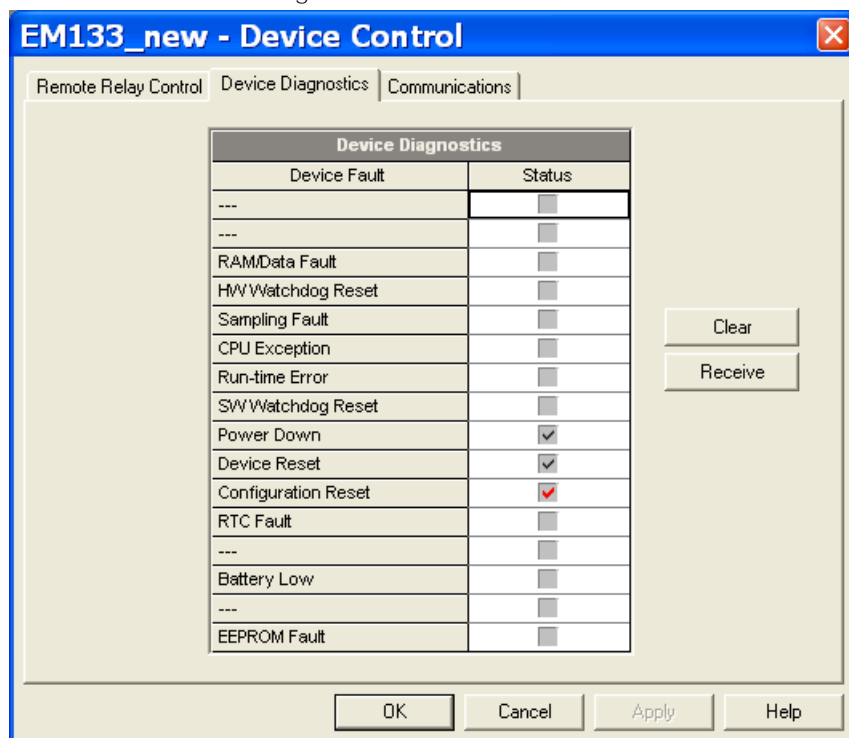 EM133_new - Device Control
Remote Relay Control Device Diagnostics Communications
Device Diagnostics
Device Fault Status
---
---
RAM/Data Fault
HW Watchdog Reset
Sampling Fault
Clear
CPU Exception
Run-time Error
Receive
SW Watchdog Reset
Power Down
Device Reset
Configuration Reset
RTC Fault
---
Battery Low
---
EEPROM Fault
OK Cancel Apply Help